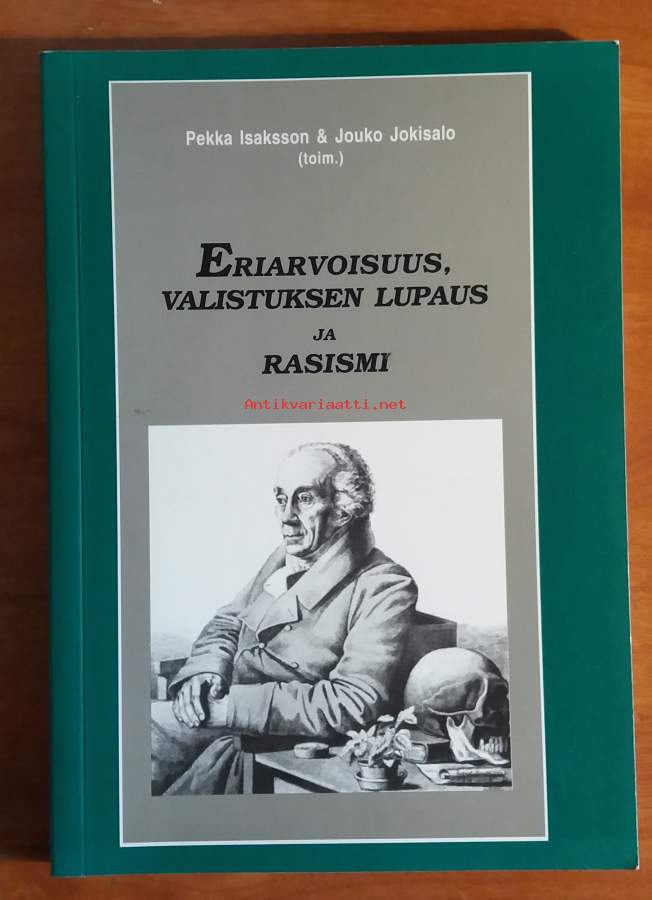 Pekka Isaksson & Jouko Jokisalo
(toim.)
ERIARVOISUUS,
VALISTUKSEN LUPAUS
JA
RASISMI
Antikvariaatti.net